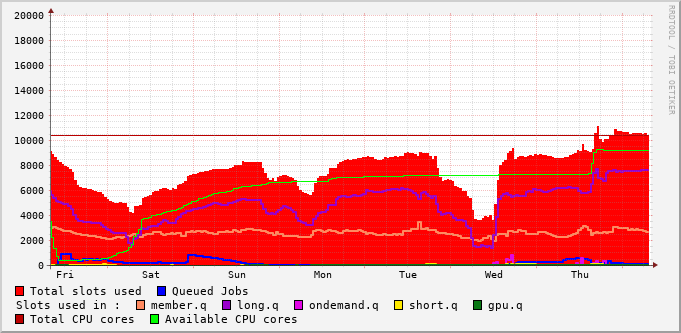 20000
18000
16000
14000
12000
10000
8000
6000
4000
2000
0
Fri Sat Sun Mon Tue Wed Thu
RRDTOOL / TOBI OETIKER
Total slots used Queued Jobs
Slots used in : member.q long.q ondemand.q short.q gpu.q
Total CPU cores Available CPU cores